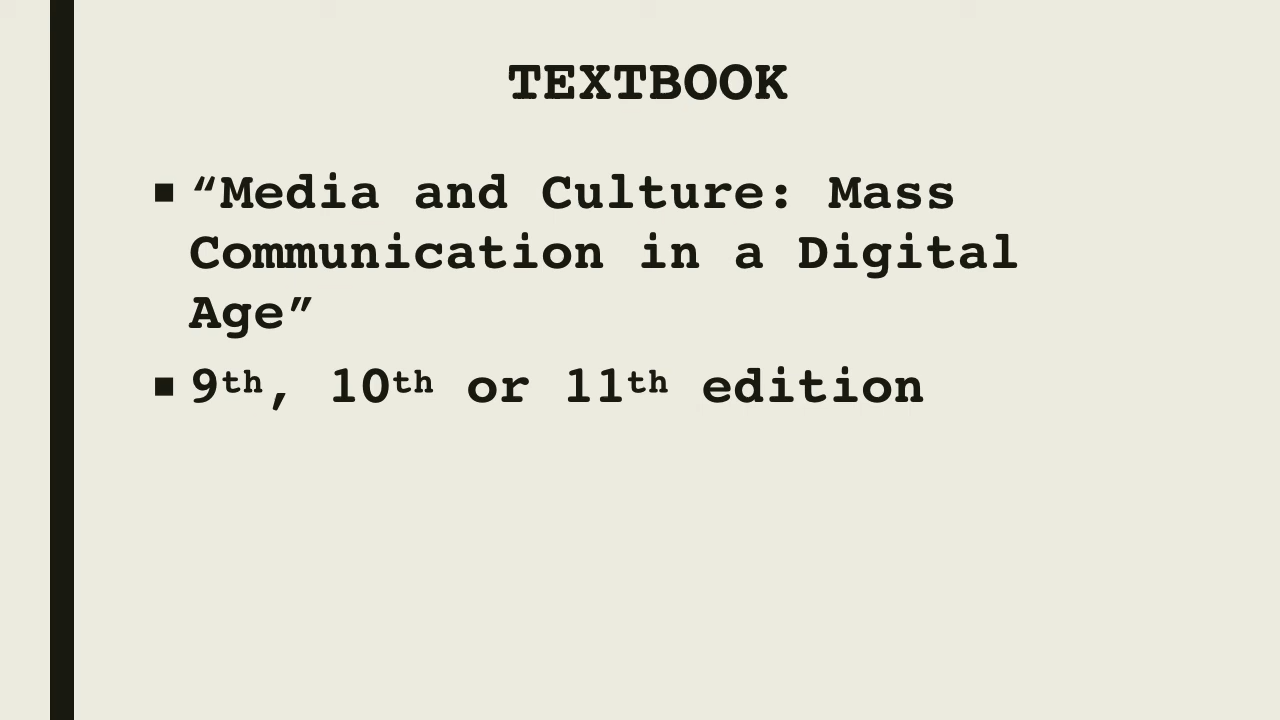 TEXTBOOK
■ “Media and Culture: Mass
Communication in a Digital
Age”
■ 9th, 10th or 11th edition